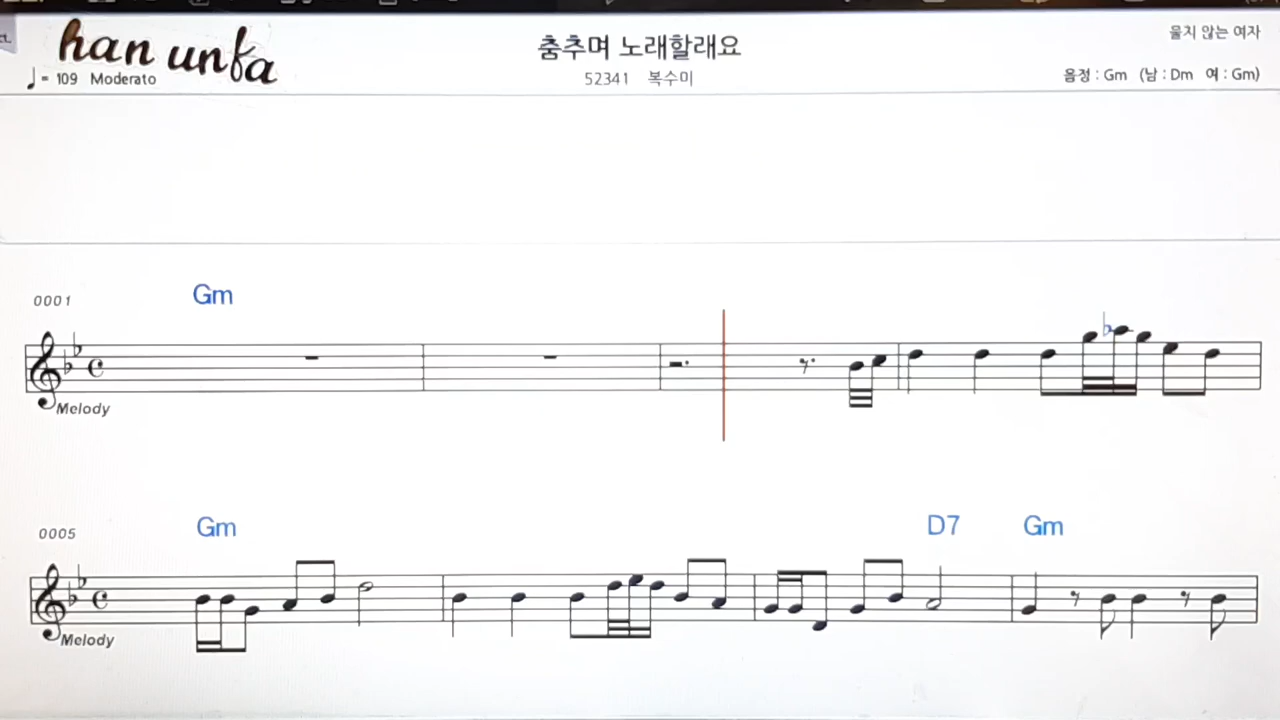 han unfa
춤추며 노래할래요
울치 않는 여자
♩= 109 Moderato
52341 복수미
음정 : Gm (남 : Dm 여 : Gm)
0001
Gm
Melody
0005
Gm D7 Gm
Melody